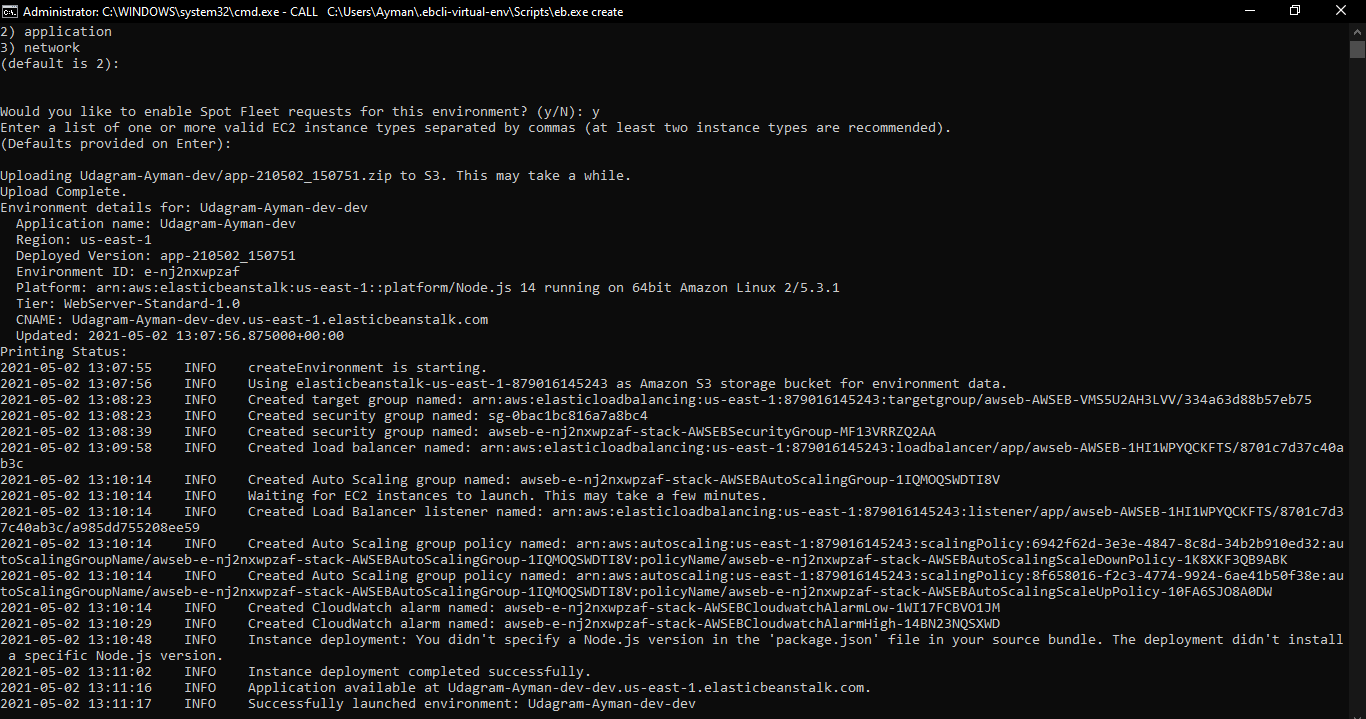 Administrator: C:\WINDOWS\system32\cmd.exe - CALL C:\Users\Ayman\.ebcli-virtual-env\Scripts\eb.exe create
2) application
3) network
(default is 2):
Would you like to enable Spot Fleet requests for this environment? (y/N): y
Enter a list of one or more valid EC2 instance types separated by commas (at least two instance types are recommended).
(Defaults provided on Enter):
Uploading Udagram-Ayman-dev/app-210502_150751.zip to S3. This may take a while.
Upload Complete.
Environment details for: Udagram-Ayman-dev-dev
  Application name: Udagram-Ayman-dev
  Region: us-east-1
  Deployed Version: app-210502_150751
  Environment ID: e-nj2nxwpzaf
  Platform: arn:aws:elasticbeanstalk:us-east-1::platform/Node.js 14 running on 64bit Amazon Linux 2/5.3.1
  Tier: WebServer-Standard-1.0
  CNAME: Udagram-Ayman-dev-dev.us-east-1.elasticbeanstalk.com
  Updated: 2021-05-02 13:07:56.875000+00:00
Printing Status:
2021-05-02 13:07:55    INFO    createEnvironment is starting.
2021-05-02 13:07:56    INFO    Using elasticbeanstalk-us-east-1-879016145243 as Amazon S3 storage bucket for environment data.
2021-05-02 13:08:23    INFO    Created target group named: arn:aws:elasticloadbalancing:us-east-1:879016145243:targetgroup/awseb-AWSEB-VMS5U2AH3LVV/334a63d88b57eb75
2021-05-02 13:08:23    INFO    Created security group named: sg-0bac1bc816a7a8bc4
2021-05-02 13:08:39    INFO    Created security group named: awseb-e-nj2nxwpzaf-stack-AWSEBSecurityGroup-MF13VRRZQ2AA
2021-05-02 13:09:58    INFO    Created load balancer named: arn:aws:elasticloadbalancing:us-east-1:879016145243:loadbalancer/app/awseb-AWSEB-1HI1WPYQCKFTS/8701c7d37c40a
b3c
2021-05-02 13:10:14    INFO    Created Auto Scaling group named: awseb-e-nj2nxwpzaf-stack-AWSEBAutoScalingGroup-1IQMOQSWDTI8V
2021-05-02 13:10:14    INFO    Waiting for EC2 instances to launch. This may take a few minutes.
2021-05-02 13:10:14    INFO    Created Load Balancer listener named: arn:aws:elasticloadbalancing:us-east-1:879016145243:listener/app/awseb-AWSEB-1HI1WPYQCKFTS/8701c7d3
7c40ab3c/a985dd755208ee59
2021-05-02 13:10:14    INFO    Created Auto Scaling group policy named: arn:aws:autoscaling:us-east-1:879016145243:scalingPolicy:6942f62d-3e3e-4847-8c8d-34b2b910ed32:au
toScalingGroupName/awseb-e-nj2nxwpzaf-stack-AWSEBAutoScalingGroup-1IQMOQSWDTI8V:policyName/awseb-e-nj2nxwpzaf-stack-AWSEBAutoScalingScaleDownPolicy-1K8XKF3QB9ABK
2021-05-02 13:10:14    INFO    Created Auto Scaling group policy named: arn:aws:autoscaling:us-east-1:879016145243:scalingPolicy:8f658016-f2c3-4774-9924-6ae41b50f38e:au
toScalingGroupName/awseb-e-nj2nxwpzaf-stack-AWSEBAutoScalingGroup-1IQMOQSWDTI8V:policyName/awseb-e-nj2nxwpzaf-stack-AWSEBAutoScalingScaleUpPolicy-10FA6SJO8A0DW
2021-05-02 13:10:14    INFO    Created CloudWatch alarm named: awseb-e-nj2nxwpzaf-stack-AWSEBCloudwatchAlarmLow-1WI17FCBVO1JM
2021-05-02 13:10:29    INFO    Created CloudWatch alarm named: awseb-e-nj2nxwpzaf-stack-AWSEBCloudwatchAlarmHigh-14BN23NQSXWD
2021-05-02 13:10:48    INFO    Instance deployment: You didn't specify a Node.js version in the 'package.json' file in your source bundle. The deployment didn't install
 a specific Node.js version.
2021-05-02 13:11:02    INFO    Instance deployment completed successfully.
2021-05-02 13:11:16    INFO    Application available at Udagram-Ayman-dev-dev.us-east-1.elasticbeanstalk.com.
2021-05-02 13:11:17    INFO    Successfully launched environment: Udagram-Ayman-dev-dev